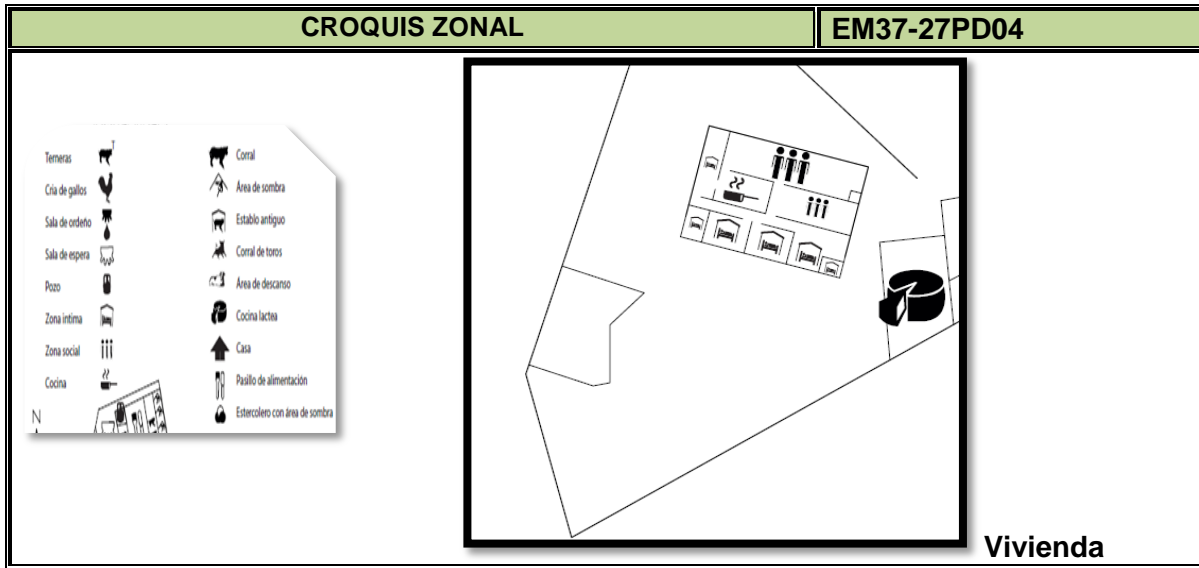 CROQUIS ZONAL
EM37-27PD04
Terneras
Cria de gallos
Sala de ordeño
Sala de espera
Pozo
Zona intima
Zona social
Cocina
N
Corral
Área de sombra
Establo antiguo
Corral de toros
Área de descanso
Cocina lactea
Casa
Pasillo de alimentación
Estercolero con área de sombra
Vivienda